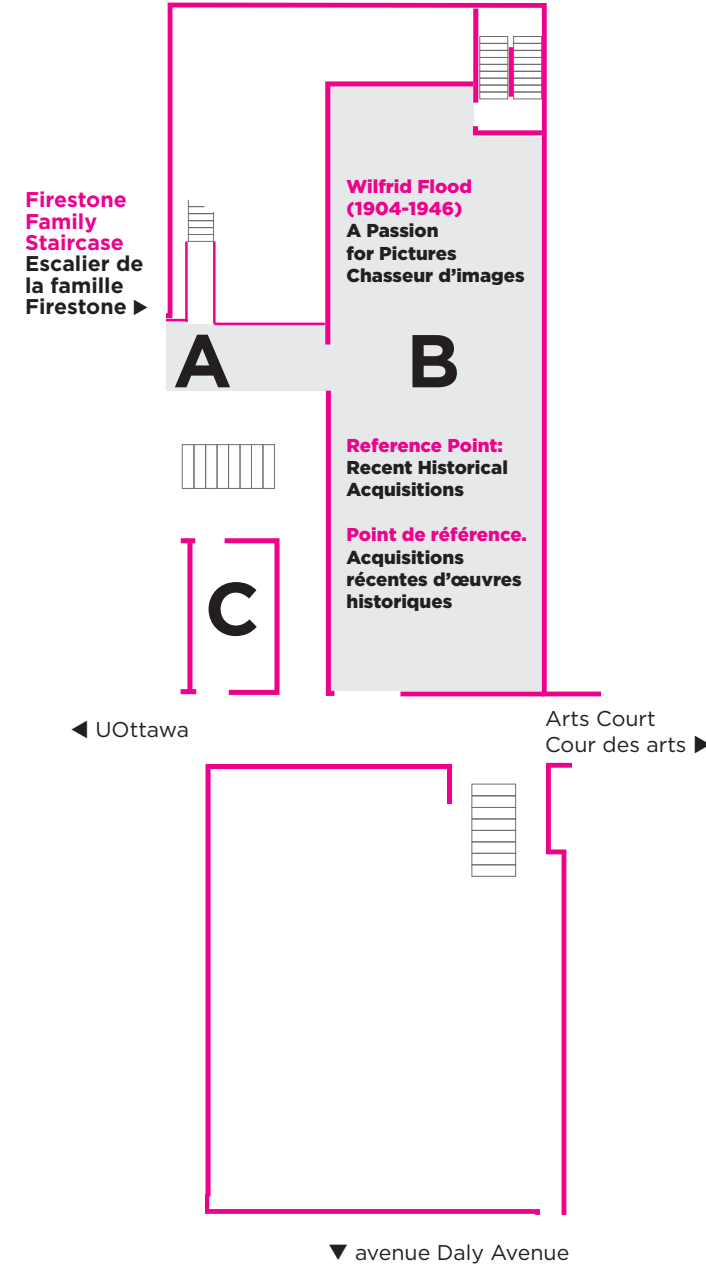 Firestone
Family
Staircase
Escalier de
la famille
Firestone ▶
Wilfrid Flood
(1904-1946)
A Passion
for Pictures
Chasseur d’images
A
B
Reference Point:
Recent Historical
Acquisitions
Point de référence.
Acquisitions
récentes d’œuvres
historiques
C
◀ UOttawa
Arts Court
Cour des arts ▶
▼ avenue Daly Avenue